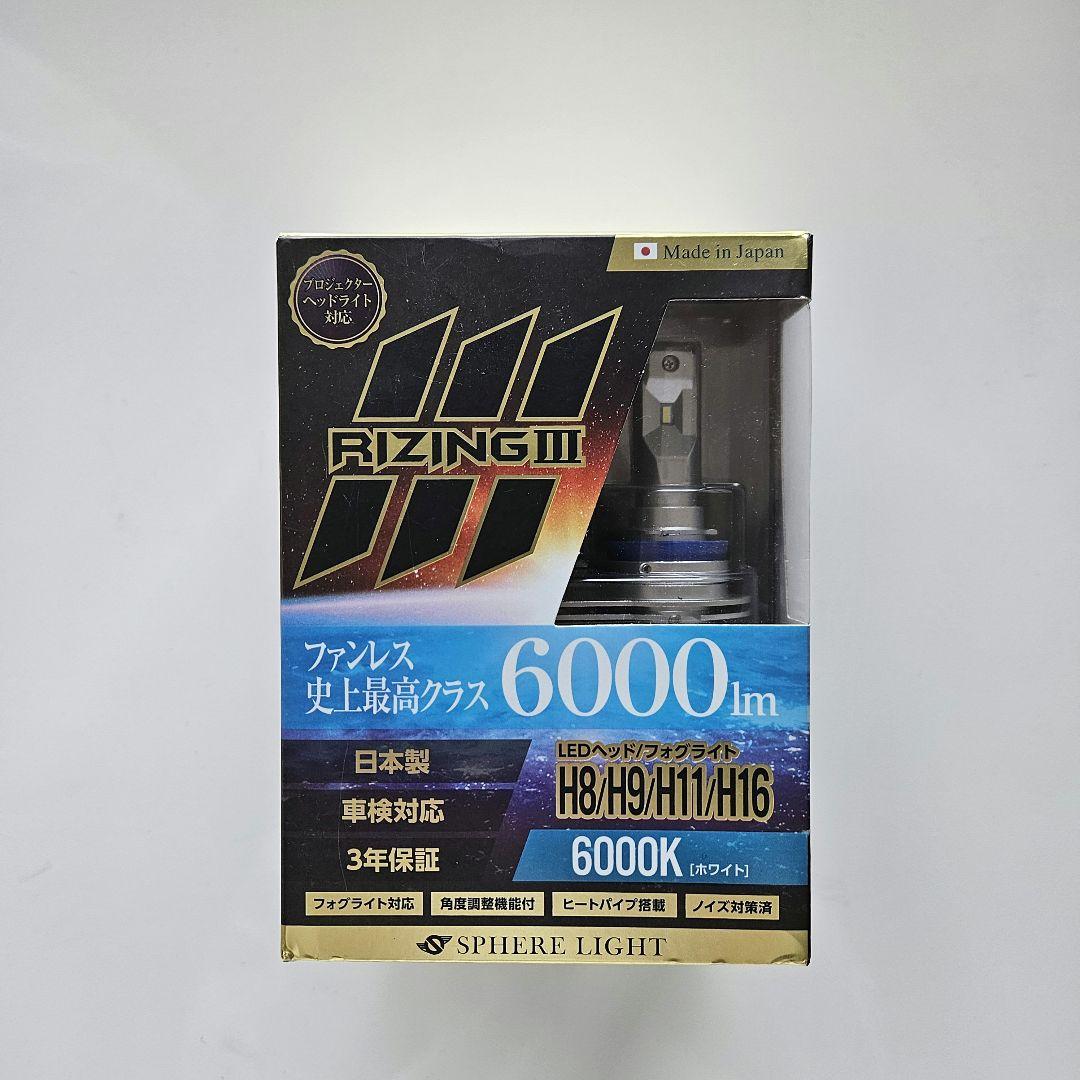 Made in Japan
プロジェクター
ヘッドライト
対応
RIZING III
ファンレス
史上最高クラス
6000lm
日本製
車検対応
3年保証
LEDヘッド/フォグライト
H8/H9/H11/H16
6000K [ホワイト]
フォグライト対応
角度調整機能付
ヒートパイプ搭載
ノイズ対策済
SPHERE LIGHT